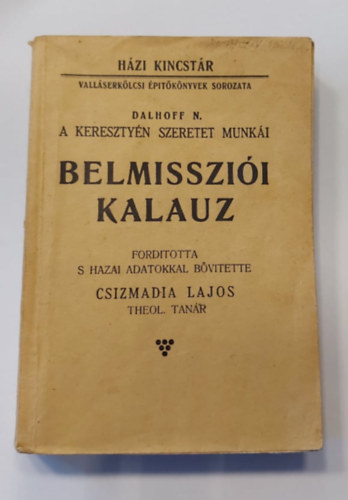 HÁZI KINCSTÁR
VALLÁSERKÖLCSI ÉPITŐKÖNYVEK SOROZATA
DALHOFF N.
A KERESZTYÉN SZERETET MUNKÁI
BELMISSZIÓI
KALAUZ
FORDITOTTA
S HAZAI ADATOKKAL BŐVITETTE
CSIZMADIA LAJOS
THEOL. TANÁR